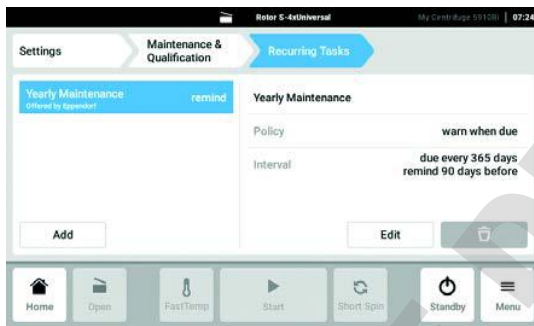 Rotor S-4xUniversal
My Centrifuge 5910Ri | 07:24
Settings
Maintenance &
Qualification
Recurring Tasks
Yearly Maintenance
remind
Offered by Eppendorf
Yearly Maintenance
Policy
warn when due
Interval
due every 365 days
remind 90 days before
Add
Edit
Home
Open
FastTemp
Start
Short Spin
Standby
Menu